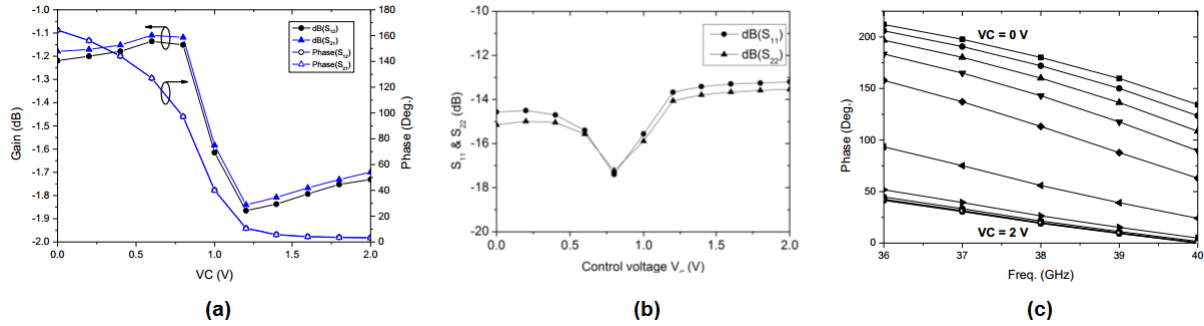 -1.0
-1.1
-1.2
-1.3
-1.4
-1.5
-1.6
-1.7
-1.8
-1.9
-2.0
Gain (dB)
0.0 0.5 1.0 1.5 2.0
VC (V)
180
160
140
120
100
80
60
40
20
0
Phase (Deg.)
dB(S12)
dB(S21)
Phase(S12)
Phase(S21)
(a)
-10
-12
-14
-16
-18
-20
S11 & S22 (dB)
0.0 0.5 1.0 1.5 2.0
Control voltage (V)
dB(S11)
dB(S22)
(b)
200
150
100
50
0
Phase (Deg.)
36 37 38 39 40
Freq. (GHz)
VC = 0 V
VC = 2 V
(c)